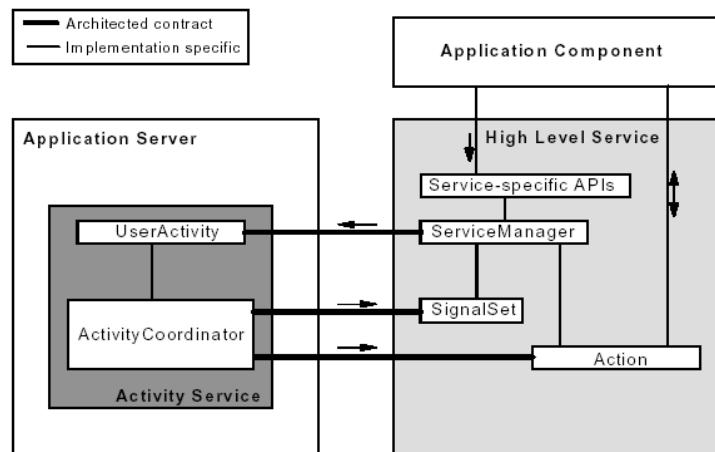 Architected contract
Implementation specific
Application Component
Application Server
High Level Service
Service-specific APIs
UserActivity
ServiceManager
SignalSet
ActivityCoordinator
Action
Activity Service